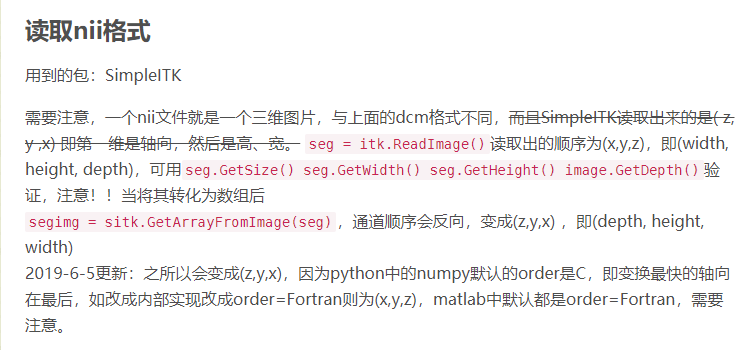 读取nii格式
用到的包：SimpleITK
需要注意，一个nii文件就是一个三维图片，与上面的dcm格式不同，而且SimpleITK读取出来的是( z,
y ,x) 即第一维是轴向，然后是高、宽。 seg = itk.ReadImage() 读取出的顺序为(x,y,z)，即(width,
height, depth)，可用 seg.GetSize() seg.GetWidth() seg.GetHeight() image.GetDepth() 验
证，注意！！当将其转化为数组后
segimg = sitk.GetArrayFromImage(seg)，通道顺序会反向，变成(z,y,x) ，即(depth, height,
width)
2019-6-5更新：之所以会变成(z,y,x)，因为python中的numpy默认的order是C，即变换最快的轴向
在最后，如改成内部实现改成order=Fortran则为(x,y,z)，matlab中默认都是order=Fortran，需要
注意。